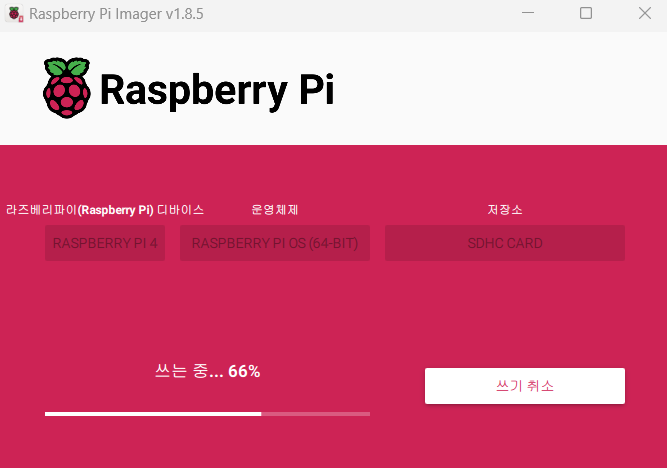 Raspberry Pi Imager v1.8.5
Raspberry Pi
라즈베리파이(Raspberry Pi) 디바이스 운영체제 저장소
RASPBERRY PI 4 RASPBERRY PI OS (64-BIT) SDHC CARD
쓰는 중... 66%
쓰기 취소